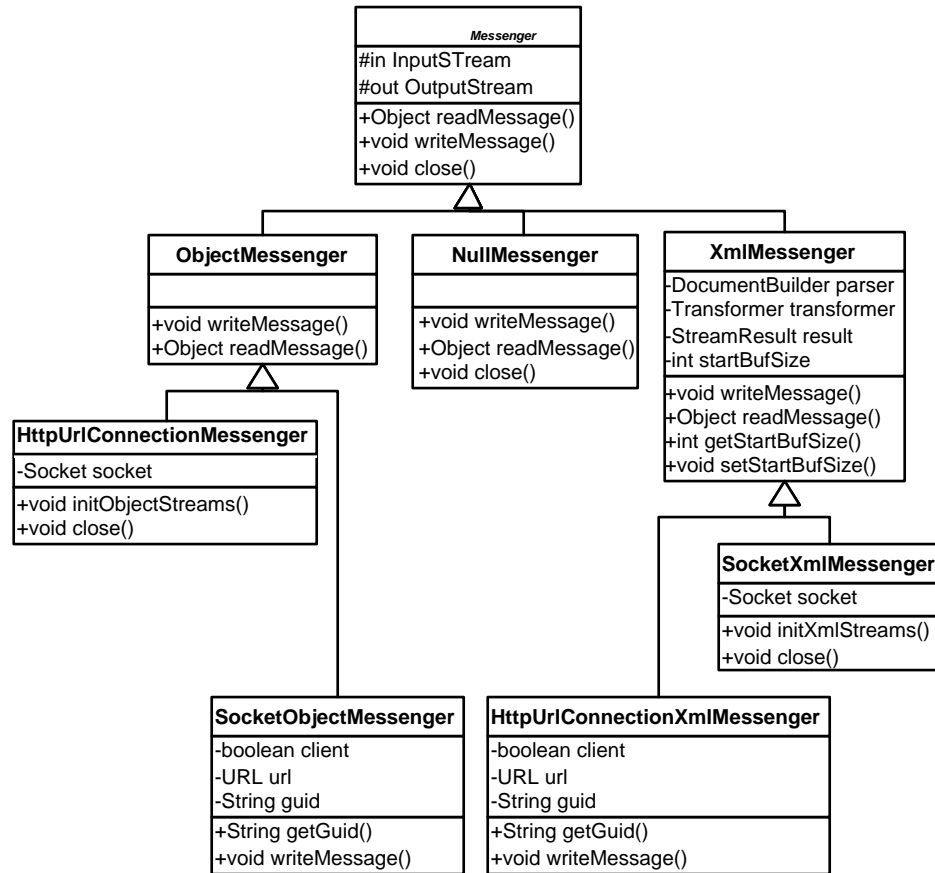 Messenger
#in InputSTream
#out OutputStream
+Object readMessage()
+void writeMessage()
+void close()
ObjectMessenger
+void writeMessage()
+Object readMessage()
NullMessenger
+void writeMessage()
+Object readMessage()
+void close()
XmlMessenger
-DocumentBuilder parser
-Transformer transformer
-StreamResult result
-int startBufSize
+void writeMessage()
+Object readMessage()
+int getStartBufSize()
+void setStartBufSize()
HttpUrlConnectionMessenger
-Socket socket
+void initObjectStreams()
+void close()
SocketXmlMessenger
-Socket socket
+void initXmlStreams()
+void close()
SocketObjectMessenger
-boolean client
-URL url
-String guid
+String getGuid()
+void writeMessage()
HttpUrlConnectionXmlMessenger
-boolean client
-URL url
-String guid
+String getGuid()
+void writeMessage()